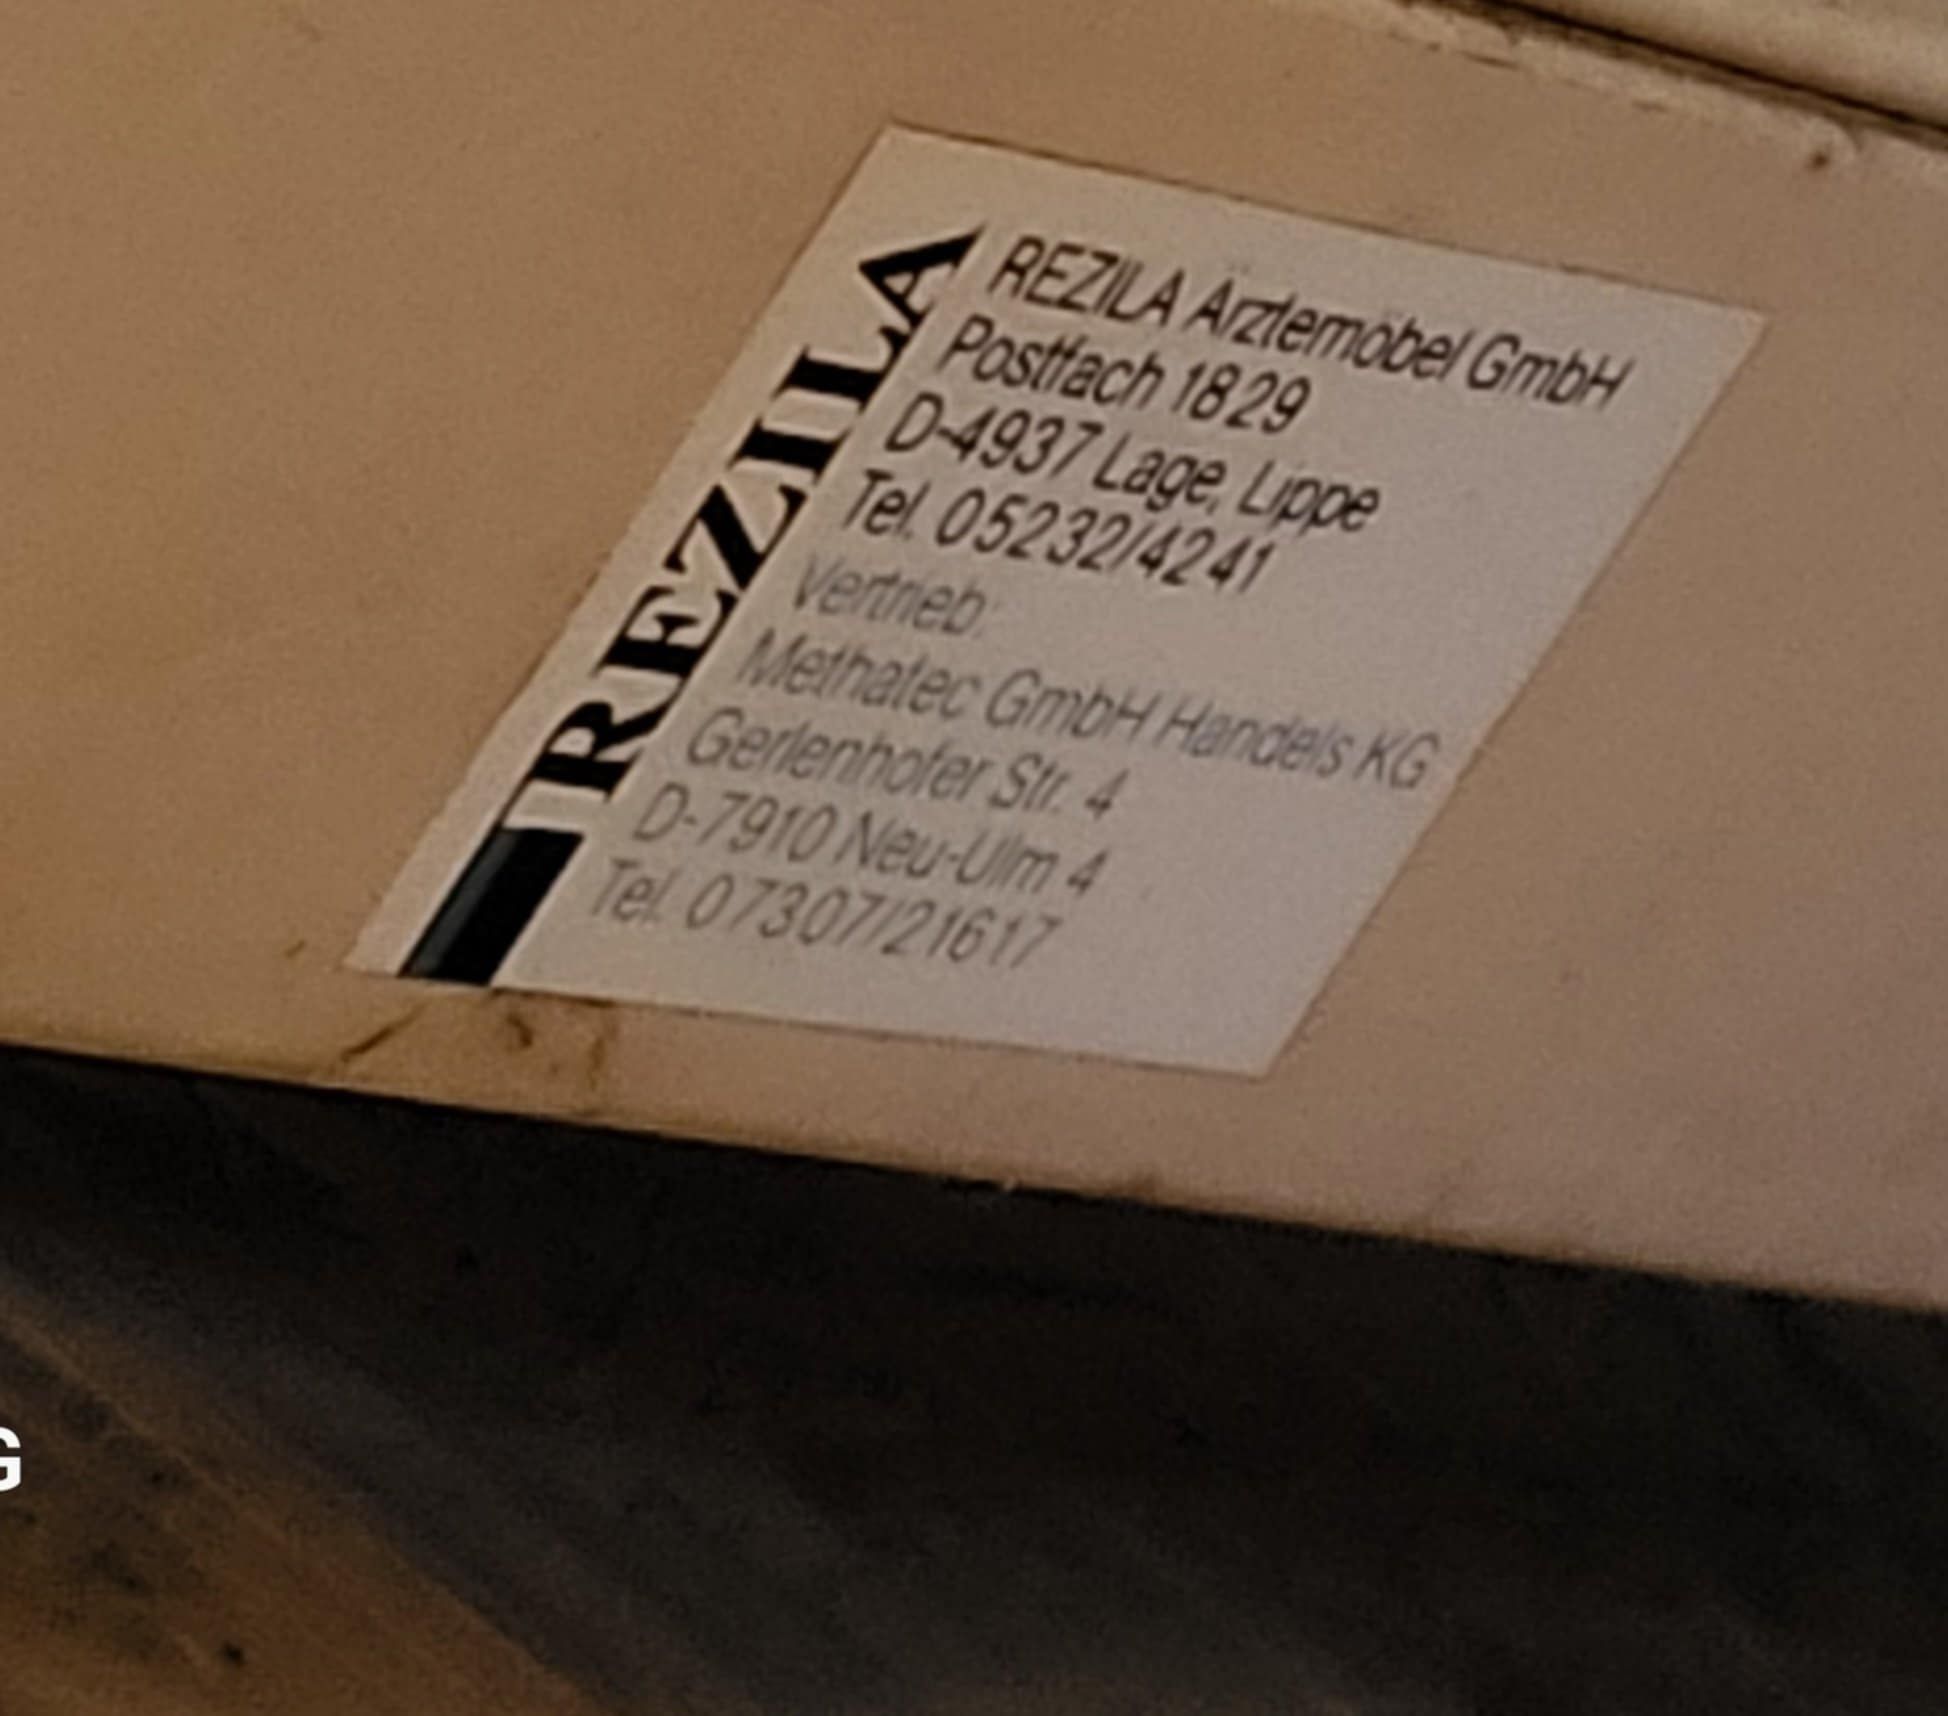 REZILA
REZILA Ärztemöbel GmbH
Postfach 1829
D-4937 Lage, Lippe
Tel. 05232/4241
Vertrieb:
Methatec GmbH Handels KG
Gerlenhofer Str. 4
D-7910 Neu-Ulm 4
Tel. 07307/21617
G